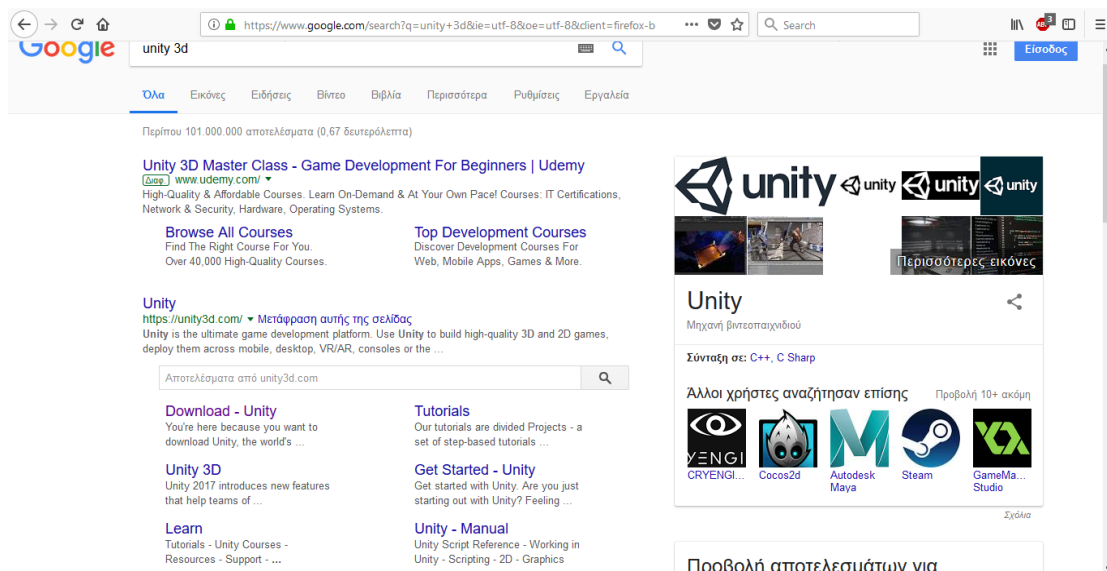 https://www.google.com/search?q=unity+3d&ie=utf-8&oe=utf-8&client=firefox-b
Search
3
Google
unity 3d
Είσοδος
Όλα Εικόνες Ειδήσεις Βίντεο Βιβλία Περισσότερα Ρυθμίσεις Εργαλεία
Περίπου 101.000.000 αποτελέσματα (0,67 δευτερόλεπτα)
Unity 3D Master Class - Game Development For Beginners | Udemy
Διαφ. www.udemy.com/
High-Quality & Affordable Courses. Learn On-Demand & At Your Own Pace! Courses: IT Certifications,
Network & Security, Hardware, Operating Systems.
Browse All Courses
Find The Right Course For You.
Over 40,000 High-Quality Courses.
Top Development Courses
Discover Development Courses For
Web, Mobile Apps, Games & More.
Unity
https://unity3d.com/ Μετάφραση αυτής της σελίδας
Unity is the ultimate game development platform. Use Unity to build high-quality 3D and 2D games,
deploy them across mobile, desktop, VR/AR, consoles or the ...
Αποτελέσματα από unity3d.com
Download - Unity
You're here because you want to
download Unity, the world's ...
Tutorials
Our tutorials are divided Projects - a
set of step-based tutorials ...
Unity 3D
Unity 2017 introduces new features
that help teams of ...
Get Started - Unity
Get started with Unity. Are you just
starting out with Unity? Feeling ...
Learn
Tutorials - Unity Courses -
Resources - Support - ...
Unity - Manual
Unity Script Reference - Working in
Unity - Scripting - 2D - Graphics
unity unity unity unity
Περισσότερες εικόνες
Unity
Μηχανή βιντεοπαιχνιδιού
Σύνταξη σε: C++, C Sharp
Άλλοι χρήστες αναζήτησαν επίσης
Προβολή 10+ ακόμη
CRYENGI...
Cocos2d
Autodesk
Maya
Steam
GameMa...
Studio
Σχόλια
Προβολή αποτελεσμάτων για